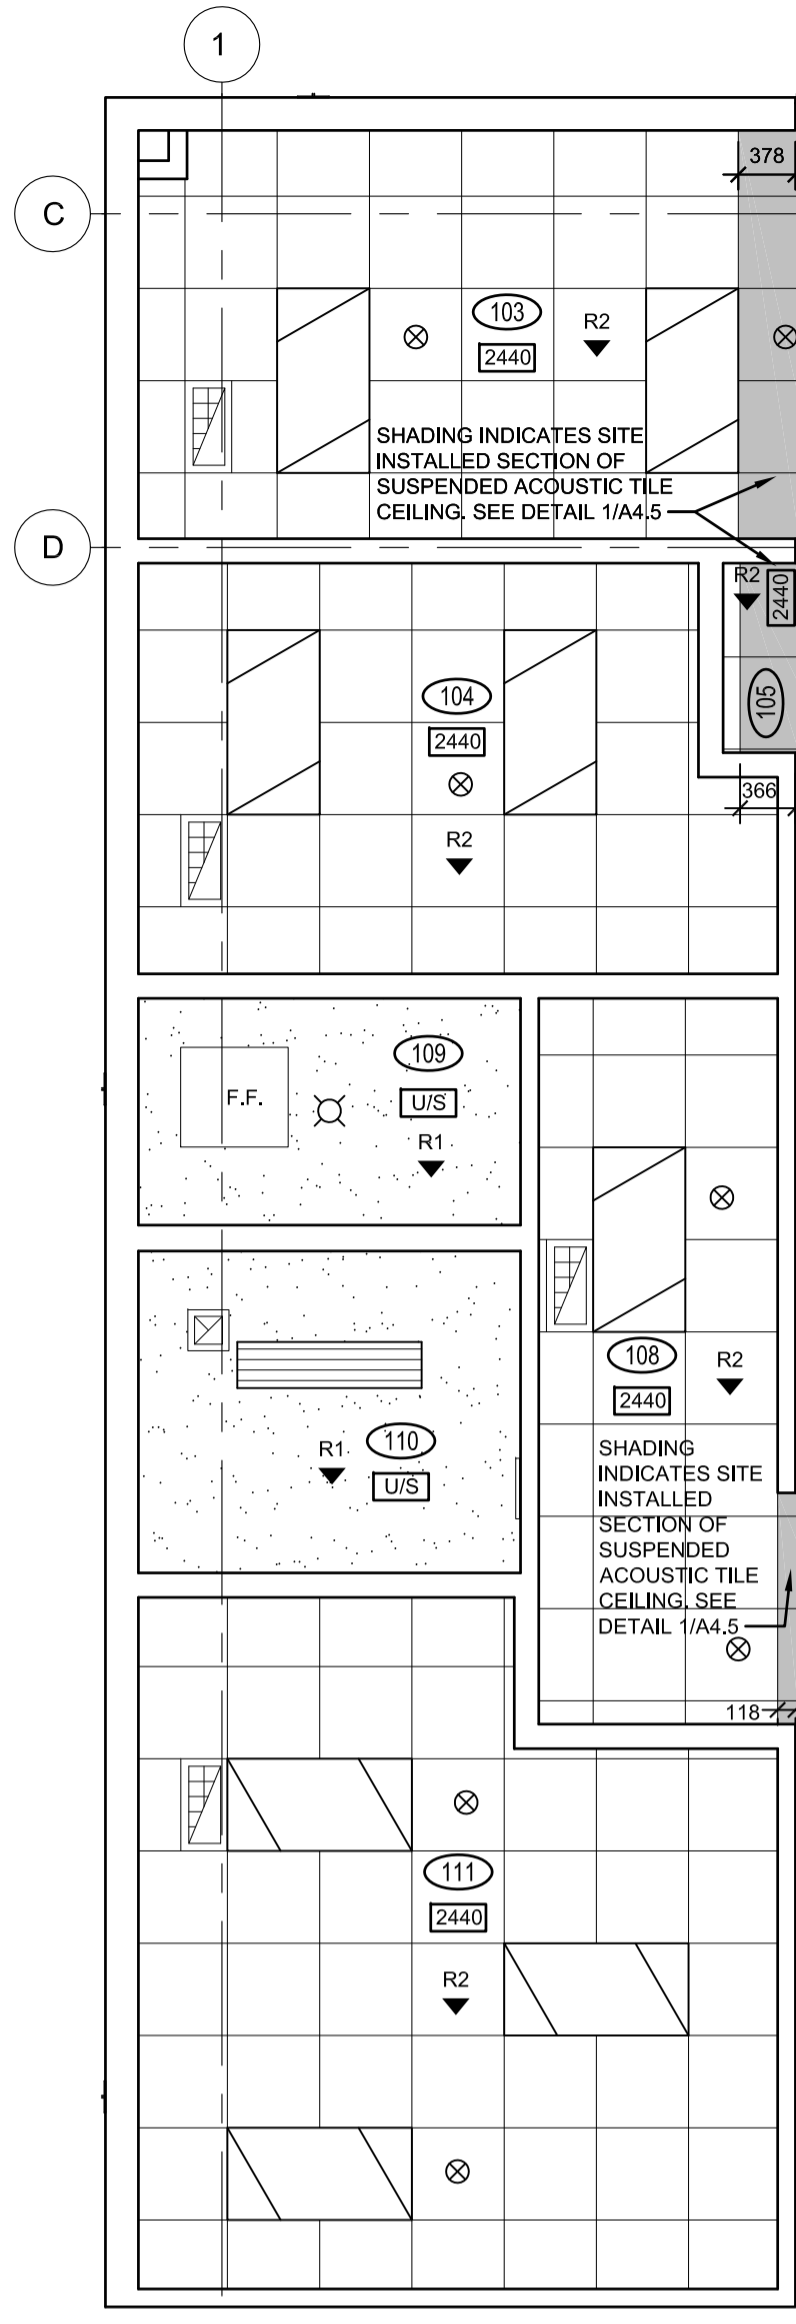 1
378
C
103
R2
2440
SHADING INDICATES SITE
INSTALLED SECTION OF
SUSPENDED ACOUSTIC TILE
CEILING. SEE DETAIL 1/A4.5
D
R2
2440
105
366
104
2440
R2
109
F.F.
U/S
R1
108
R2
2440
110
R1
U/S
SHADING
INDICATES SITE
INSTALLED
SECTION OF
SUSPENDED
ACOUSTIC TILE
CEILING. SEE
DETAIL 1/A4.5
118
111
2440
R2